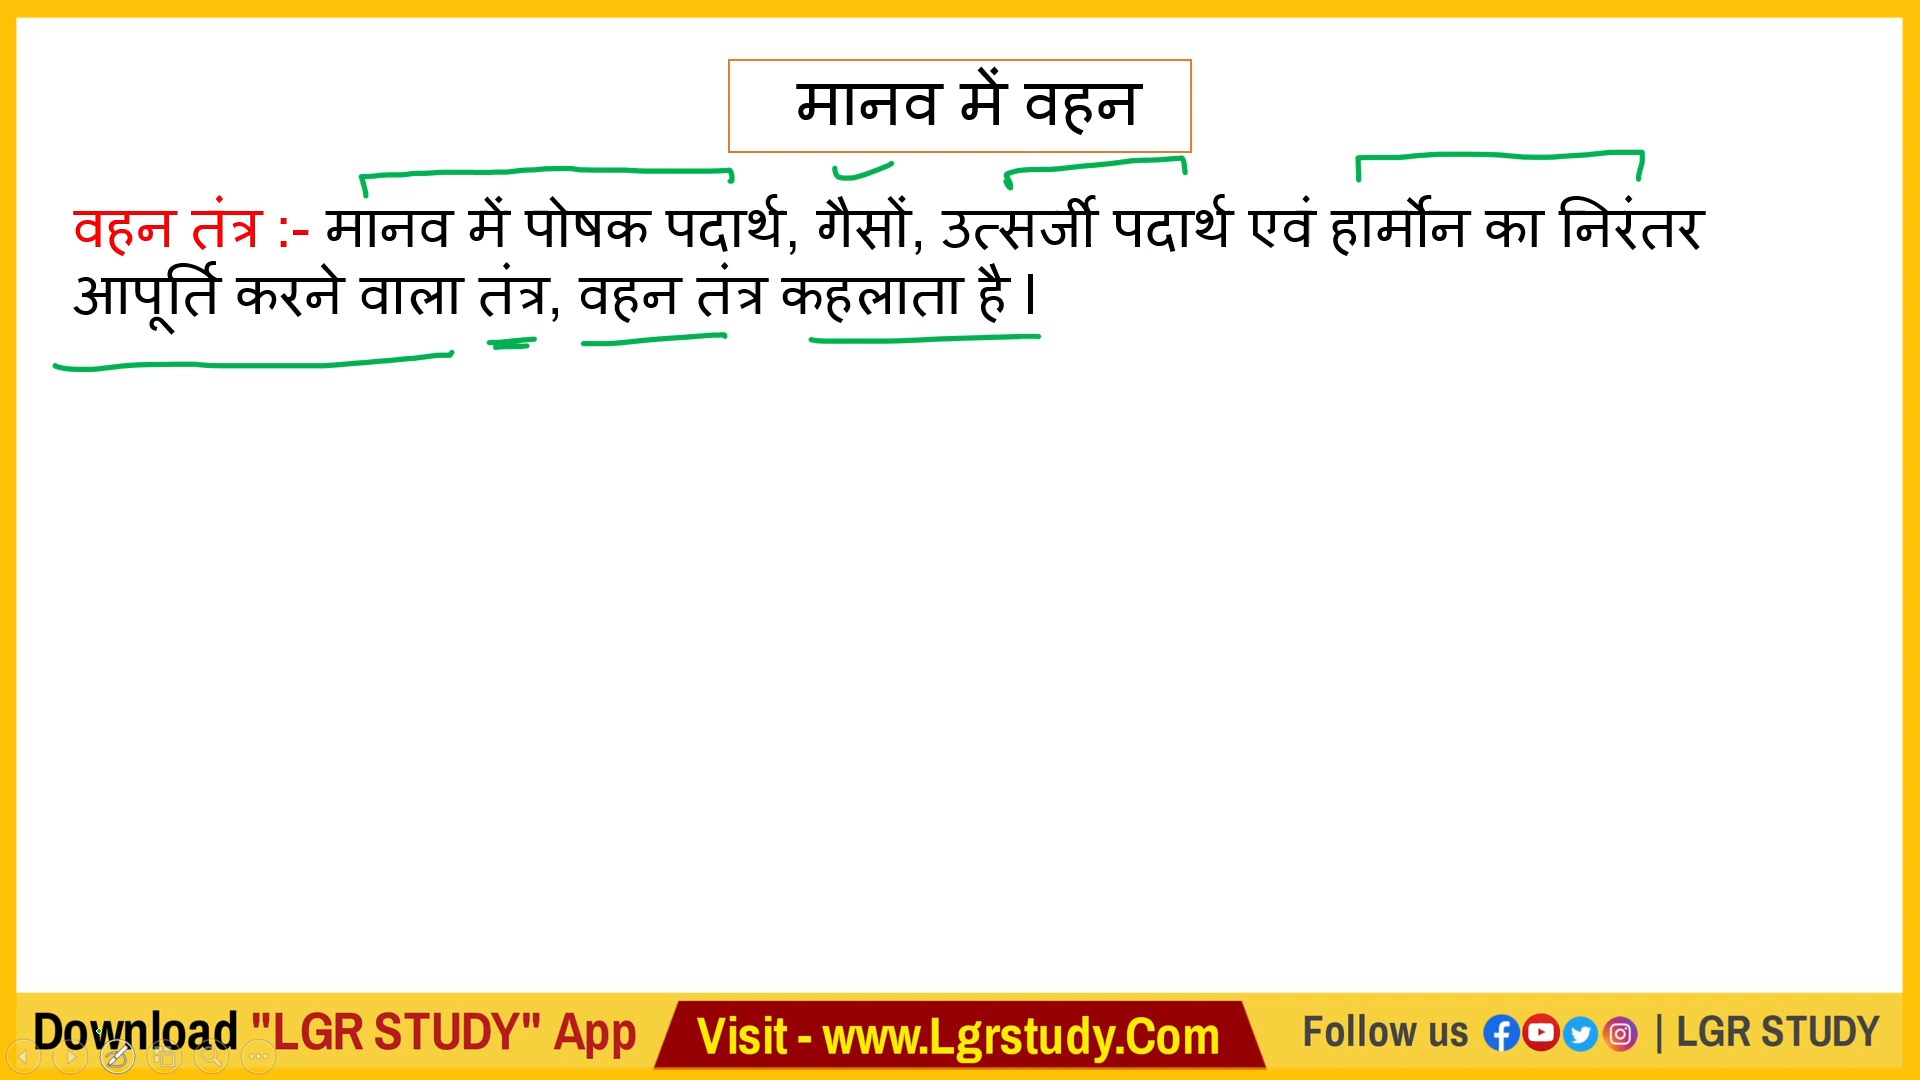 मानव में वहन
वहन तंत्र :- मानव में पोषक पदार्थ, गैसों, उत्सर्जी पदार्थ एवं हार्मोन का निरंतर
आपूर्ति करने वाला तंत्र, वहन तंत्र कहलाता है l
Download "LGR STUDY" App
Visit - www.Lgrstudy.Com
Follow us | LGR STUDY